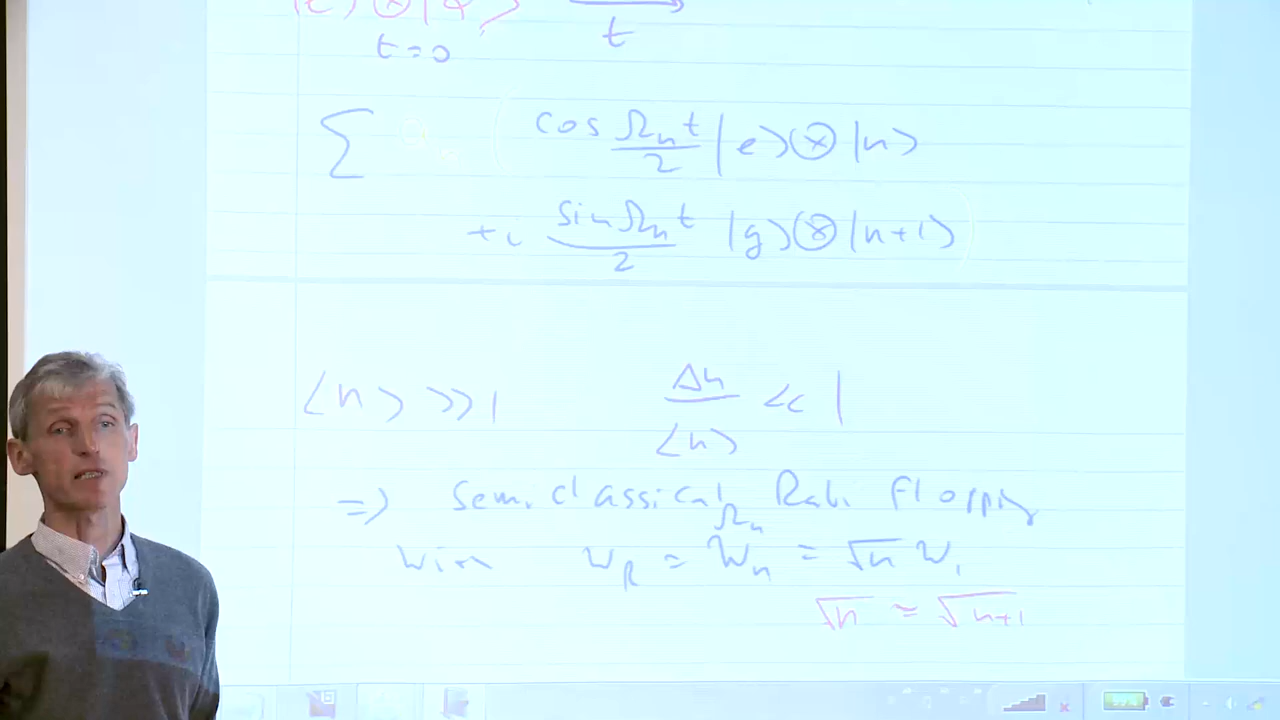 |e⟩ ⊗ |α⟩ ⟶
t=0 t
∑ a_n ( cos Ω_n t / 2 |e⟩ ⊗ |n⟩
+ i sin Ω_n t / 2 |g⟩ ⊗ |n+1⟩ )
⟨n⟩ >> 1 Δn / ⟨n⟩ << 1
=> Semiclassical Rabi flopping
Ω_n
with ω_R = ω_n = √n ω_1
√n ≈ √n+1